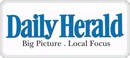 Daily Herald
Big Picture . Local Focus